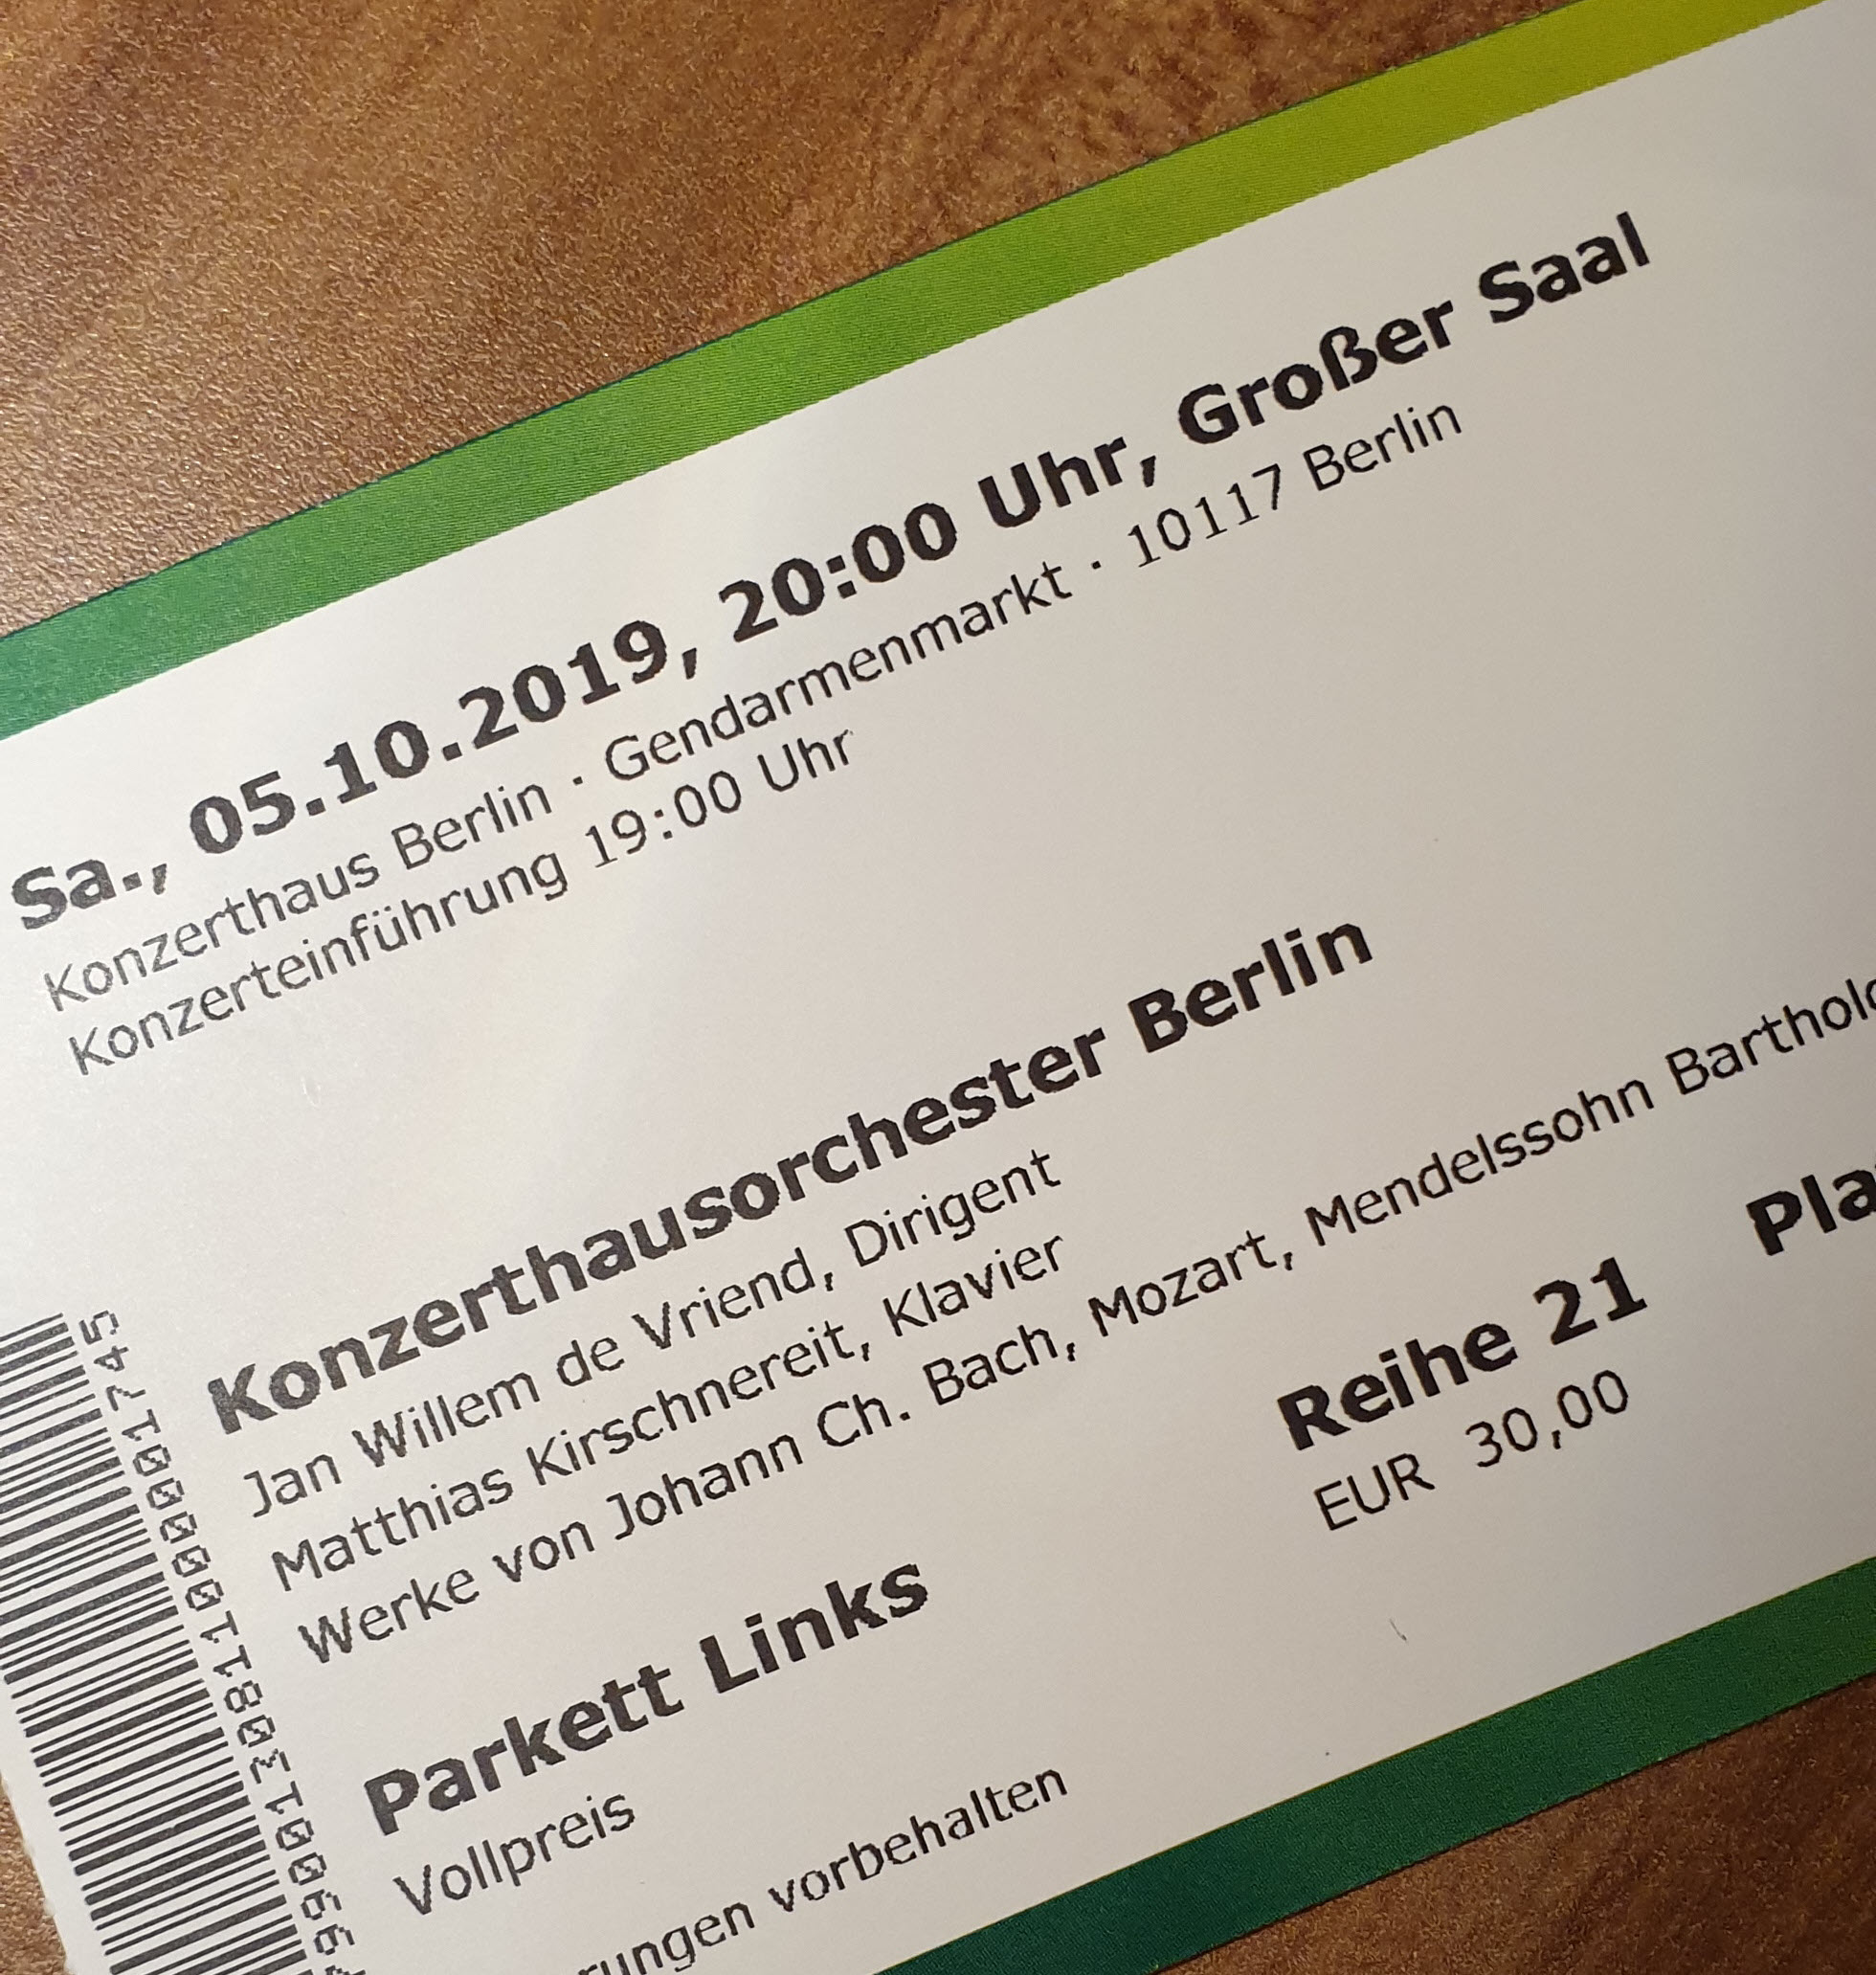 Sa., 05.10.2019, 20:00 Uhr, Großer Saal
Konzerthaus Berlin · Gendarmenmarkt · 10117 Berlin
Konzerteinführung 19:00 Uhr
Konzerthausorchester Berlin
Jan Willem de Vriend, Dirigent
Matthias Kirschnereit, Klavier
Werke von Johann Ch. Bach, Mozart, Mendelssohn
Parkett Links
Reihe 21
Vollpreis
EUR 30,00
vorbehalten